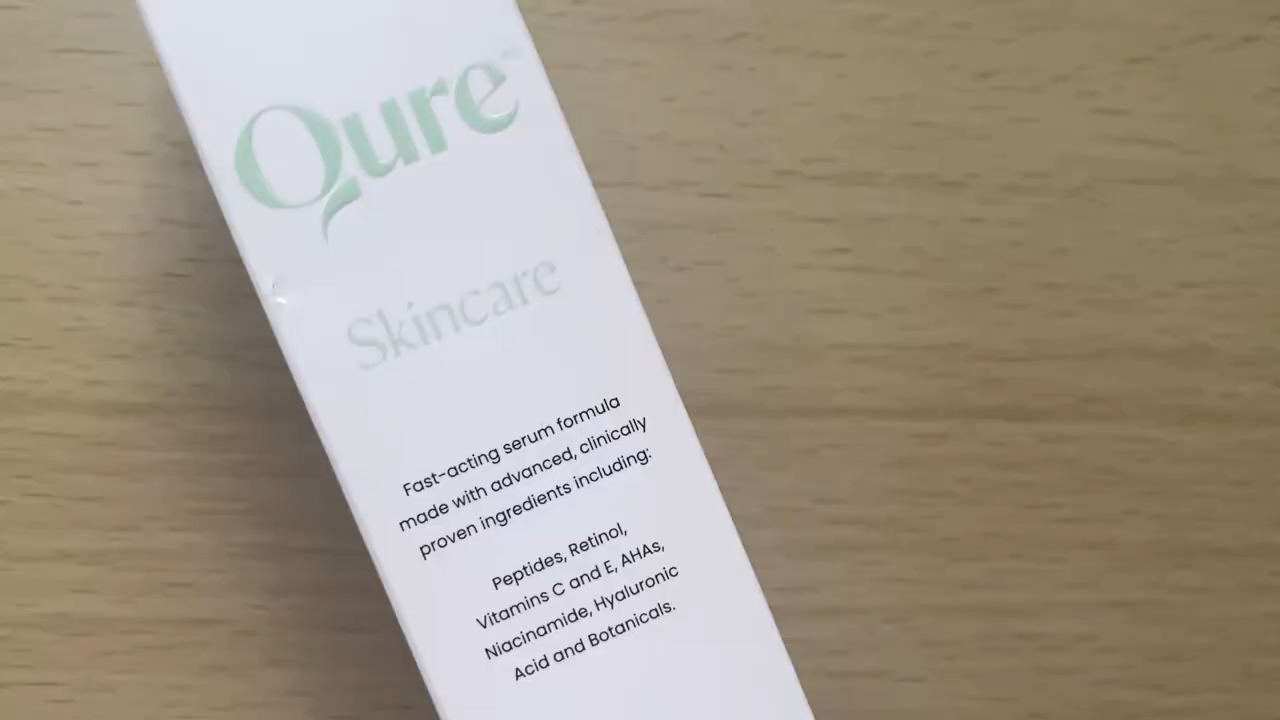 Qure™
Skincare
Fast-acting serum formula
made with advanced, clinically
proven ingredients including:
Peptides, Retinol,
Vitamins C and E, AHAs,
Niacinamide, Hyaluronic
Acid and Botanicals.